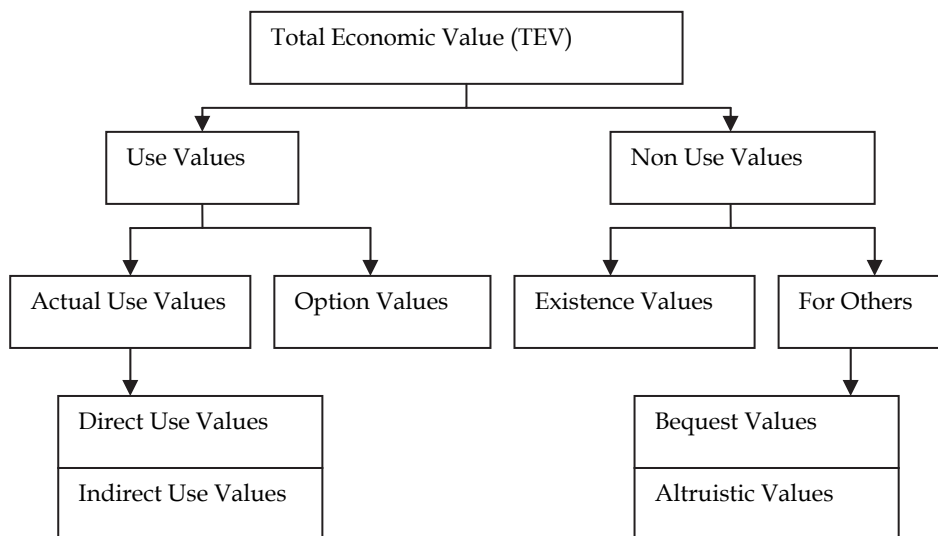 Total Economic Value (TEV)
Use Values
Non Use Values
Actual Use Values
Option Values
Existence Values
For Others
Direct Use Values
Bequest Values
Indirect Use Values
Altruistic Values